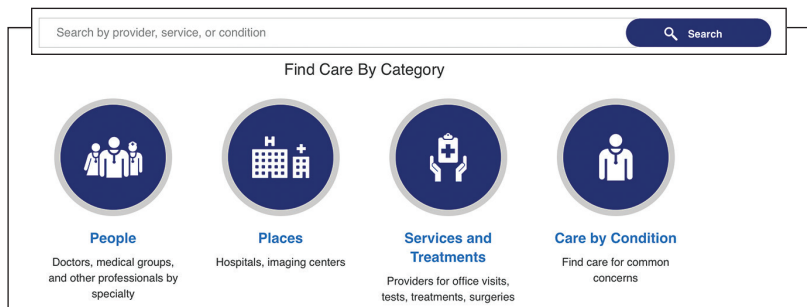 Search by provider, service, or condition
Search
Find Care By Category
H
People
Places
Services and
Treatments
Care by Condition
Doctors, medical groups,
and other professionals by
specialty
Hospitals, imaging centers
Providers for office visits,
tests, treatments, surgeries
Find care for common
concerns